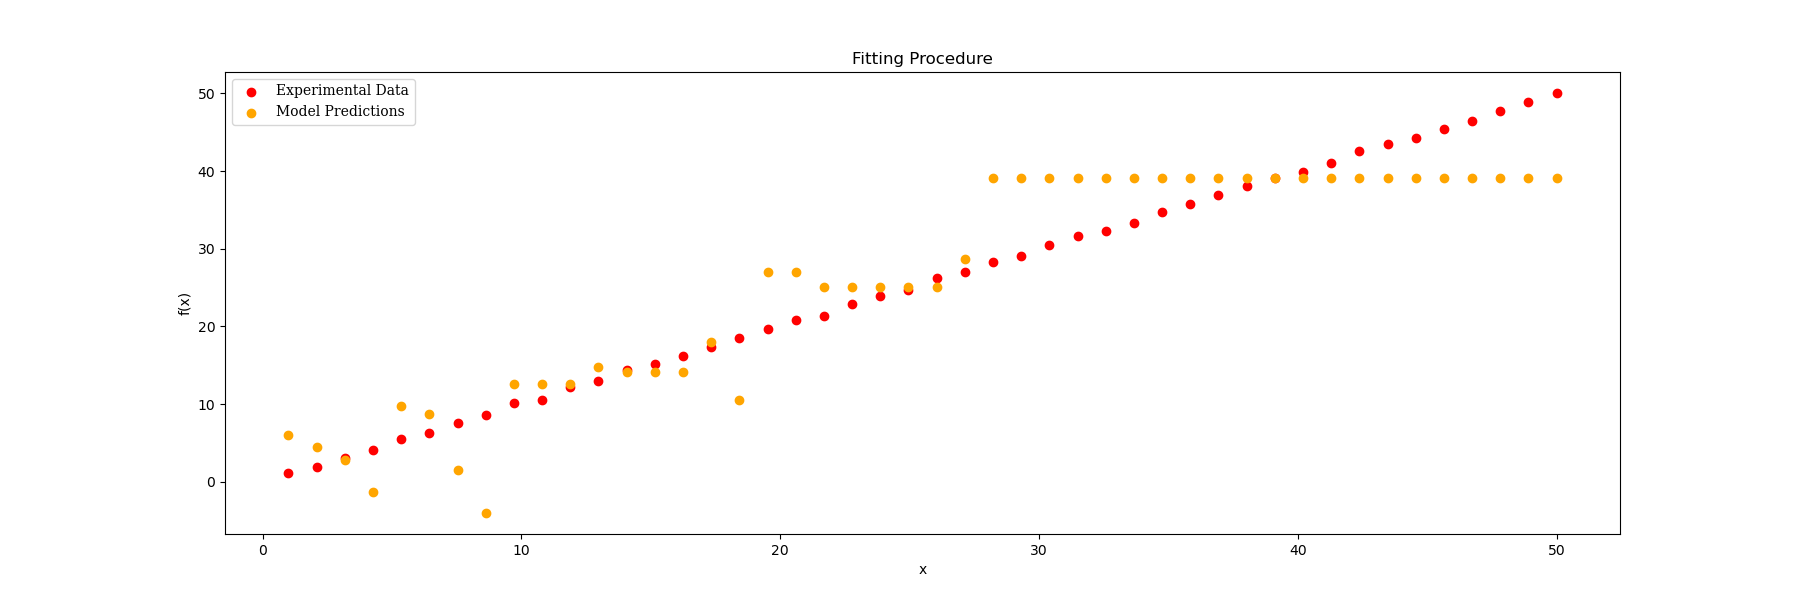 Fitting Procedure
Experimental Data
Model Predictions
f(x)
50
40
30
20
10
0
0 10 20 30 40 50
x